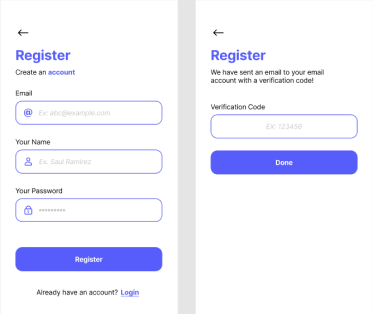 Register
Create an account
Email
Ex: abc@example.com
Your Name
Ex. Saul Ramirez
Your Password
*********
Register
Already have an account? Login
Register
We have sent an email to your email
account with a verification code!
Verification Code
EX: 123456
Done